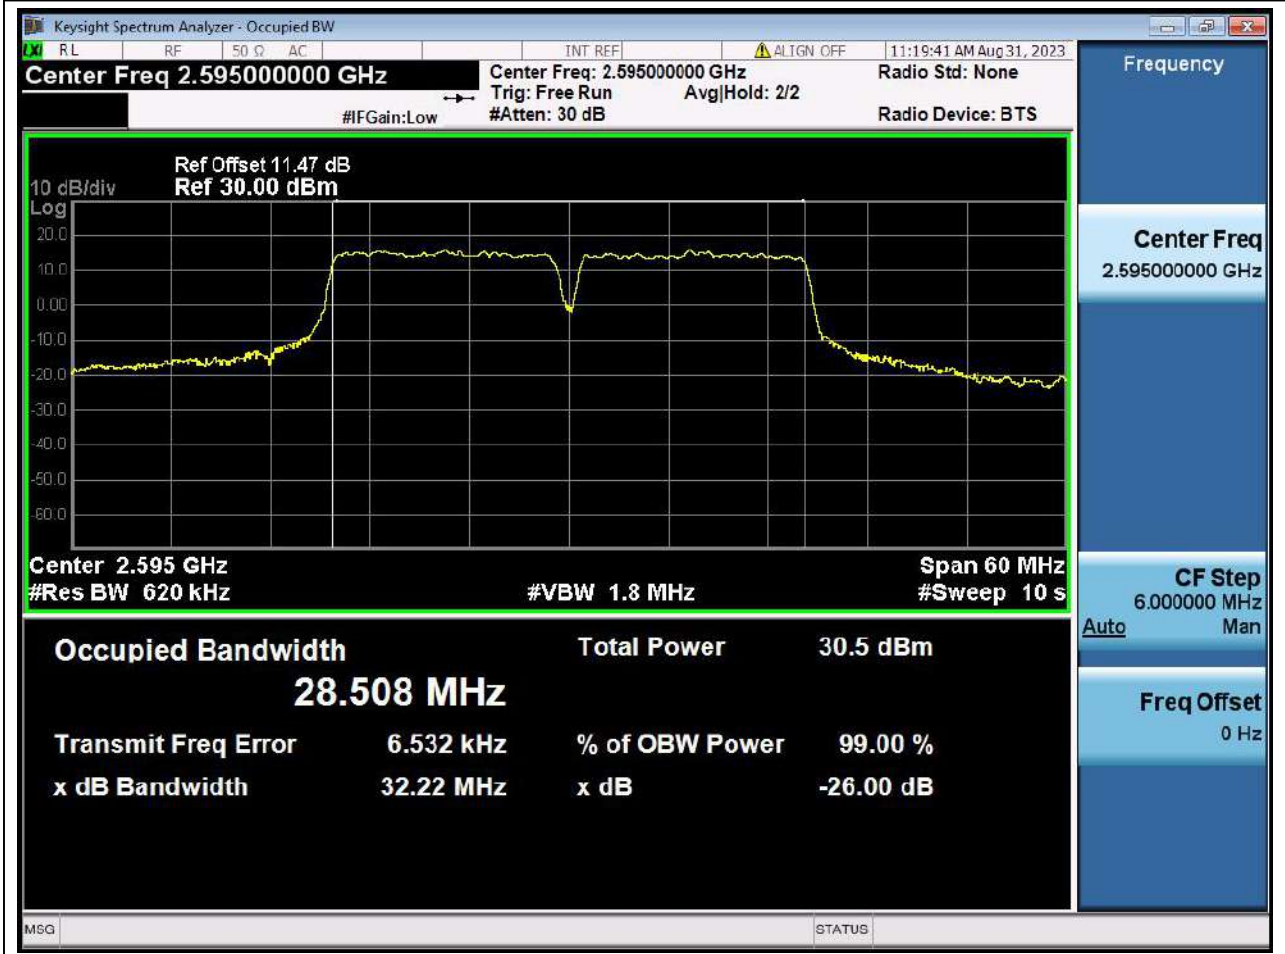 Keysight Spectrum Analyzer - Occupied BW
LXI RL RF 50 Ω AC INT REF ALIGN OFF 11:19:41 AM Aug 31, 2023
Center Freq 2.595000000 GHz
Center Freq: 2.595000000 GHz
Radio Std: None
Trig: Free Run Avg|Hold: 2/2
#IFGain:Low #Atten: 30 dB Radio Device: BTS
Frequency
Ref Offset 11.47 dB
10 dB/div Ref 30.00 dBm
Log
20.0
10.0
0.00
-10.0
-20.0
-30.0
-40.0
-50.0
-60.0
Center 2.595 GHz Span 60 MHz
#Res BW 620 kHz #VBW 1.8 MHz #Sweep 10 s
Occupied Bandwidth Total Power 30.5 dBm
28.508 MHz
Transmit Freq Error 6.532 kHz % of OBW Power 99.00 %
x dB Bandwidth 32.22 MHz x dB -26.00 dB
Center Freq
2.595000000 GHz
CF Step
6.000000 MHz
Auto Man
Freq Offset
0 Hz
MSG STATUS